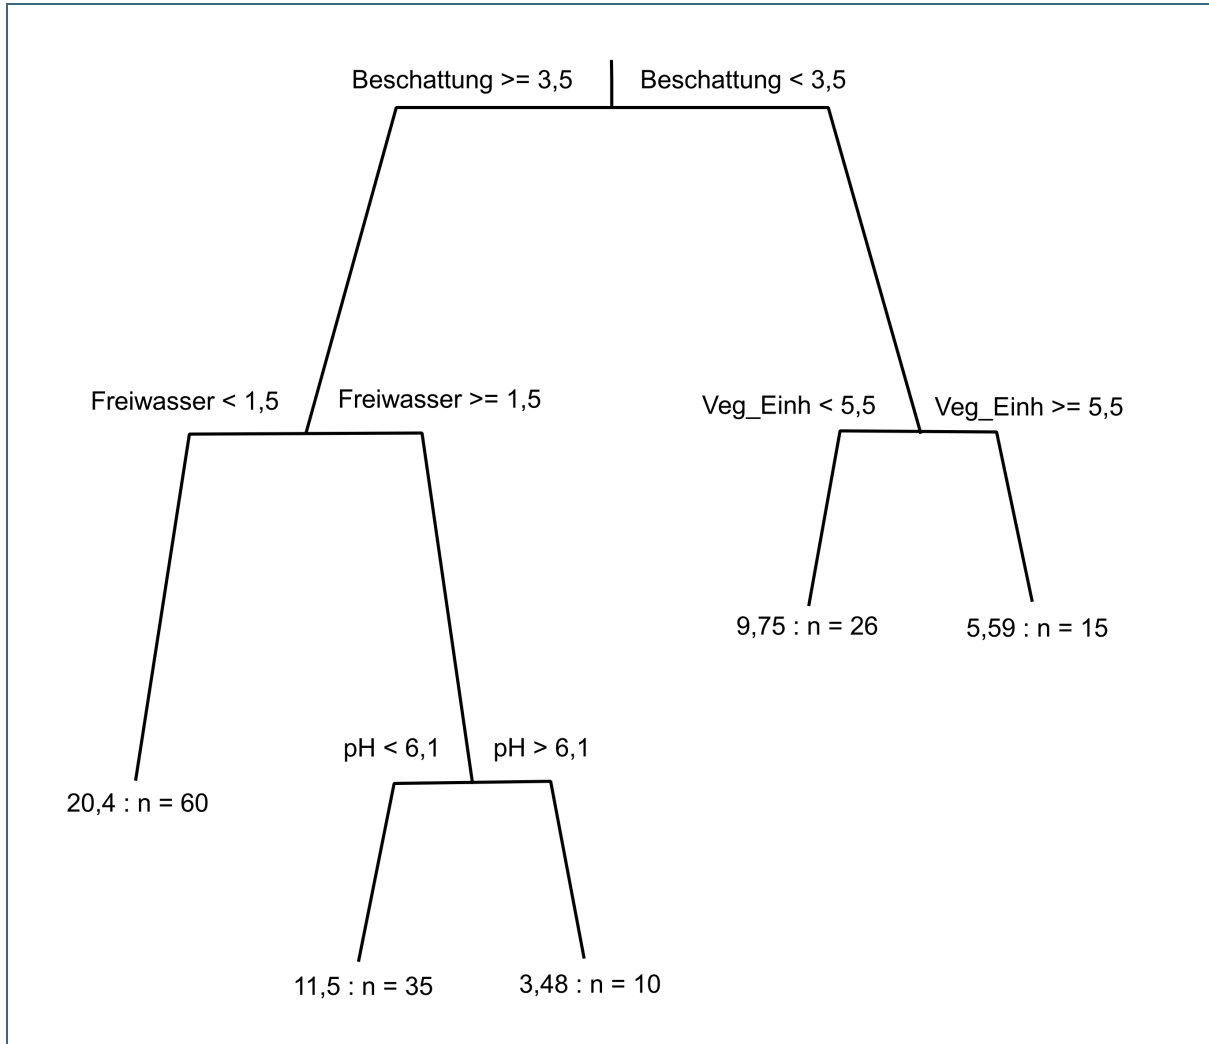 Beschattung >= 3,5
Beschattung < 3,5
Freiwasser < 1,5
Freiwasser >= 1,5
Veg_Einh < 5,5
Veg_Einh >= 5,5
9,75 : n = 26
5,59 : n = 15
pH < 6,1
pH > 6,1
20,4 : n = 60
11,5 : n = 35
3,48 : n = 10